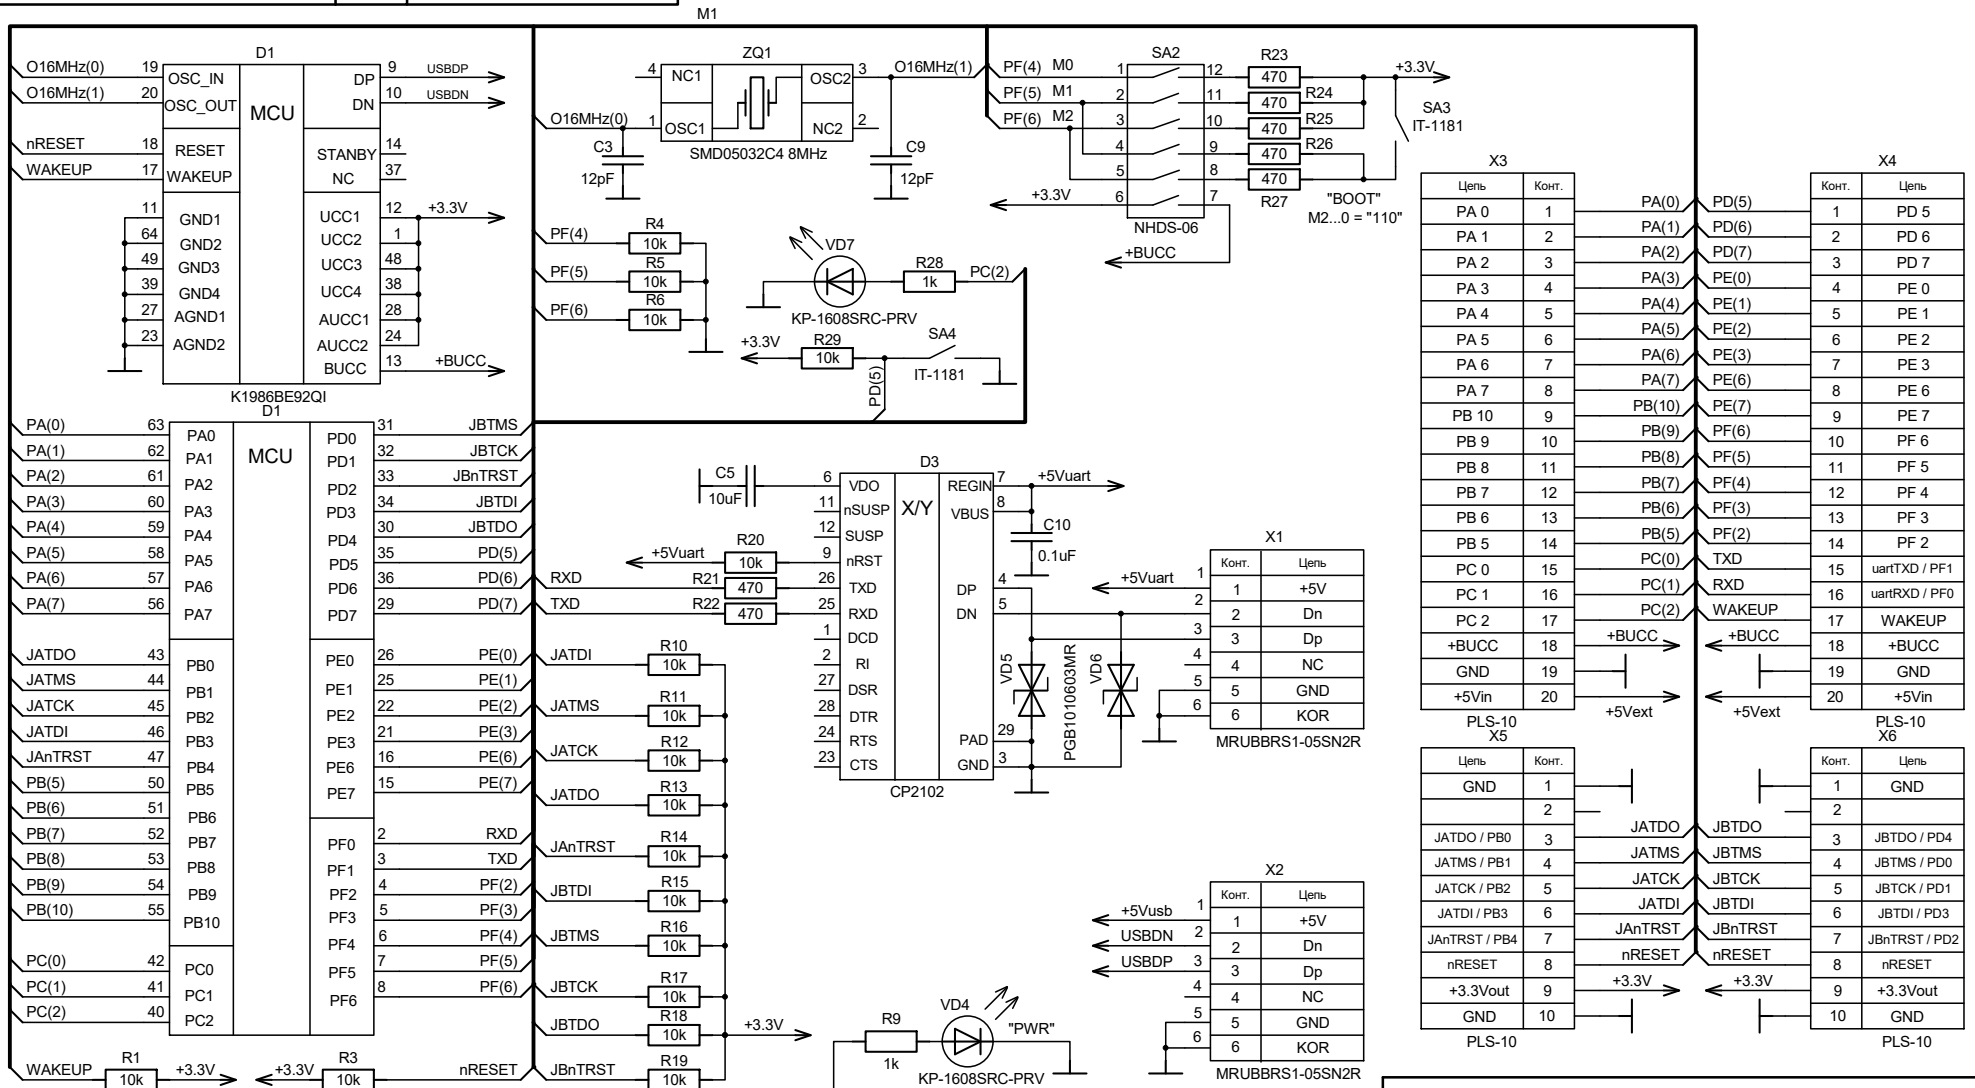 M1
D1
O16MHz(0) 19 OSC_IN MCU DP 9 USBDP
O16MHz(1) 20 OSC_OUT DN 10 USBDN
nRESET 18 RESET STANBY 14
WAKEUP 17 WAKEUP NC 37
11 GND1 UCC1 12 +3.3V
64 GND2 UCC2 1
49 GND3 UCC3 48
39 GND4 UCC4 38
27 AGND1 AUCC1 28
23 AGND2 AUCC2 24
BUCC 13 +BUCC
K1986BE92QI
D1
MCU
PA(0) 63 PA0 PD0 31 JBTMS
PA(1) 62 PA1 PD1 32 JBTCK
PA(2) 61 PA2 PD2 33 JBnTRST
PA(3) 60 PA3 PD3 34 JBTDI
PA(4) 59 PA4 PD4 30 JBTDO
PA(5) 58 PA5 PD5 35 PD(5)
PA(6) 57 PA6 PD6 36 PD(6) RXD
PA(7) 56 PA7 PD7 29 PD(7) TXD
JATDO 43 PB0 PE0 26 PE(0)
JATMS 44 PB1 PE1 25 PE(1)
JATCK 45 PB2 PE2 22 PE(2)
JATDI 46 PB3 PE3 21 PE(3)
JAnTRST 47 PB4 PE6 16 PE(6)
PB(5) 50 PB5 PE7 15 PE(7)
PB(6) 51 PB6
PB(7) 52 PB7 PF0 2 RXD
PB(8) 53 PB8 PF1 3 TXD
PB(9) 54 PB9 PF2 4 PF(2)
PB(10) 55 PB10 PF3 5 PF(3)
PF4 6 PF(4)
PC(0) 42 PC0 PF5 7 PF(5)
PC(1) 41 PC1 PF6 8 PF(6)
PC(2) 40 PC2
WAKEUP R1 10k +3.3V
+3.3V R3 10k nRESET
ZQ1
4 NC1 OSC2 3 O16MHz(1)
O16MHz(0) 1 OSC1 NC2 2
SMD05032C4 8MHz
C3 12pF
C9 12pF
PF(4) R4 10k
PF(5) R5 10k
PF(6) R6 10k
VD7
R28 1k PC(2)
KP-1608SRC-PRV
+3.3V R29 10k SA4
IT-1181
PD(5)
SA2
PF(4) M0 1 12 R23 470 +3.3V
PF(5) M1 2 11 470 R24
PF(6) M2 3 10 470 R25
4 9 470 R26
5 8 470 R27
+3.3V 6 7
NHDS-06
+BUCC
SA3
IT-1181
"BOOT"
M2...0 = "110"
D3
X/Y
C5 10uF
6 VDO REGIN 7 +5Vuart
11 nSUSP VBUS 8
12 SUSP
C10 0.1uF
+5Vuart R20 10k 9 nRST
R21 470 26 TXD DP 4
R22 470 25 RXD DN 5
1 DCD
2 RI
27 DSR
28 DTR
24 RTS PAD 29
23 CTS GND 3
CP2102
VD5
PGB1010603MR
VD6
JATDI R10 10k
JATMS R11 10k
JATCK R12 10k
JATDO R13 10k
JAnTRST R14 10k
JBTDI R15 10k
JBTMS R16 10k
JBTCK R17 10k
JBTDO R18 10k +3.3V
JBnTRST R19 10k
R9 1k
VD4 "PWR"
KP-1608SRC-PRV
X1
Конт. Цепь
+5Vuart 1 1 +5V
2 2 Dn
3 3 Dp
4 4 NC
5 5 GND
6 6 KOR
MRUBBRS1-05SN2R
X2
Конт. Цепь
+5Vusb 1 1 +5V
USBDN 2 2 Dn
USBDP 3 3 Dp
4 4 NC
5 5 GND
6 6 KOR
MRUBBRS1-05SN2R
X3
Цепь Конт.
PA 0 1 PA(0)
PA 1 2 PA(1)
PA 2 3 PA(2)
PA 3 4 PA(3)
PA 4 5 PA(4)
PA 5 6 PA(5)
PA 6 7 PA(6)
PA 7 8 PA(7)
PB 10 9 PB(10)
PB 9 10 PB(9)
PB 8 11 PB(8)
PB 7 12 PB(7)
PB 6 13 PB(6)
PB 5 14 PB(5)
PC 0 15 PC(0)
PC 1 16 PC(1)
PC 2 17 PC(2)
+BUCC 18 +BUCC
GND 19
+5Vin 20 +5Vext
PLS-10
X4
Конт. Цепь
PD(5) 1 PD 5
PD(6) 2 PD 6
PD(7) 3 PD 7
PE(0) 4 PE 0
PE(1) 5 PE 1
PE(2) 6 PE 2
PE(3) 7 PE 3
PE(6) 8 PE 6
PE(7) 9 PE 7
PF(6) 10 PF 6
PF(5) 11 PF 5
PF(4) 12 PF 4
PF(3) 13 PF 3
PF(2) 14 PF 2
TXD 15 uartTXD / PF1
RXD 16 uartRXD / PF0
WAKEUP 17 WAKEUP
+BUCC 18 +BUCC
19 GND
+5Vext 20 +5Vin
PLS-10
X5
Цепь Конт.
GND 1
2
JATDO / PB0 3 JATDO
JATMS / PB1 4 JATMS
JATCK / PB2 5 JATCK
JATDI / PB3 6 JATDI
JAnTRST / PB4 7 JAnTRST
nRESET 8 nRESET
+3.3Vout 9 +3.3V
GND 10
PLS-10
X6
Конт. Цепь
1 GND
2
JBTDO 3 JBTDO / PD4
JBTMS 4 JBTMS / PD0
JBTCK 5 JBTCK / PD1
JBTDI 6 JBTDI / PD3
JBnTRST 7 JBnTRST / PD2
nRESET 8 nRESET
+3.3V 9 +3.3Vout
10 GND
PLS-10